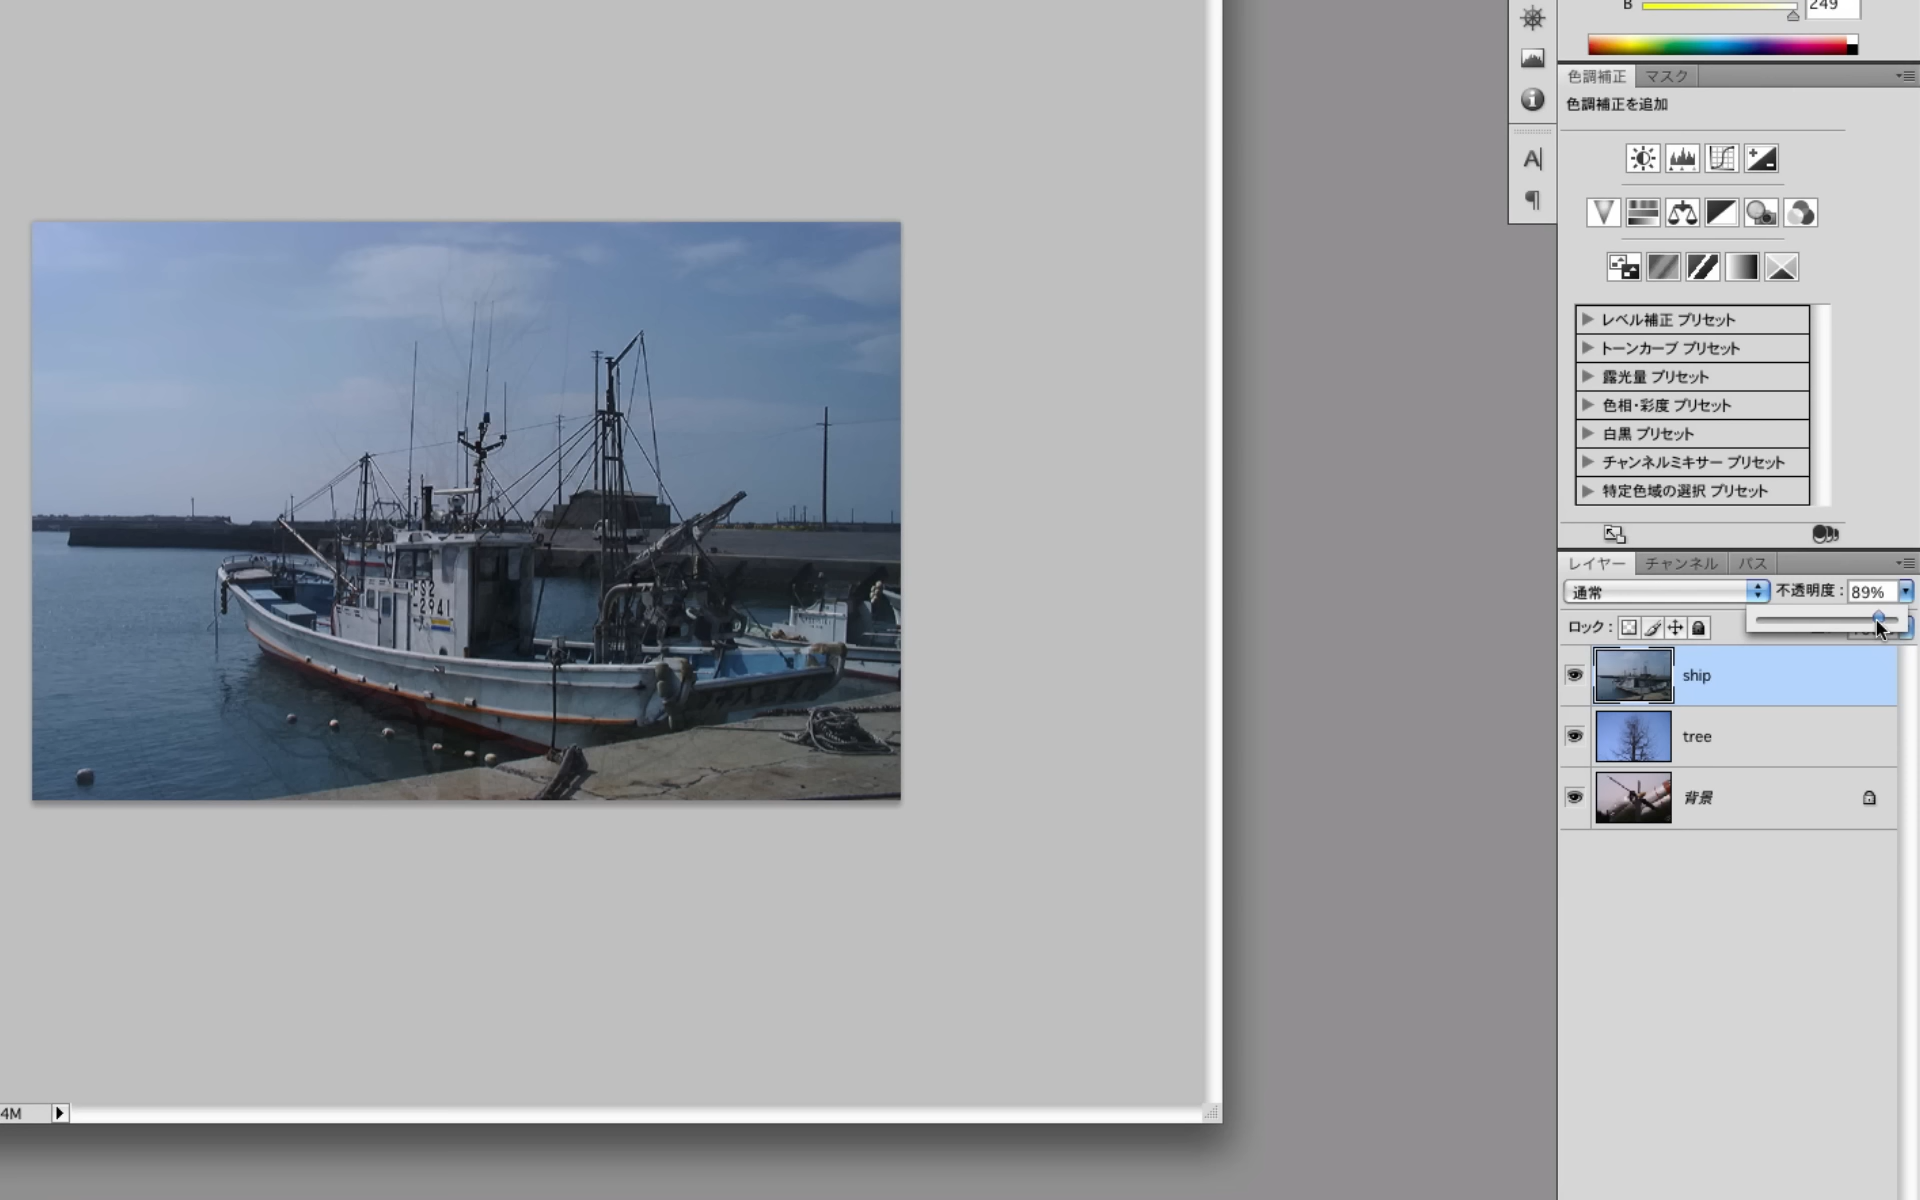 B
249
色調補正 マスク
色調補正を追加
A
¶
レベル補正 プリセット
トーンカーブ プリセット
露光量 プリセット
色相・彩度 プリセット
白黒 プリセット
チャンネルミキサー プリセット
特定色域の選択 プリセット
レイヤー チャンネル パス
通常 不透明度： 89%
ロック：
ship
tree
背景
FS2
-2941
4M